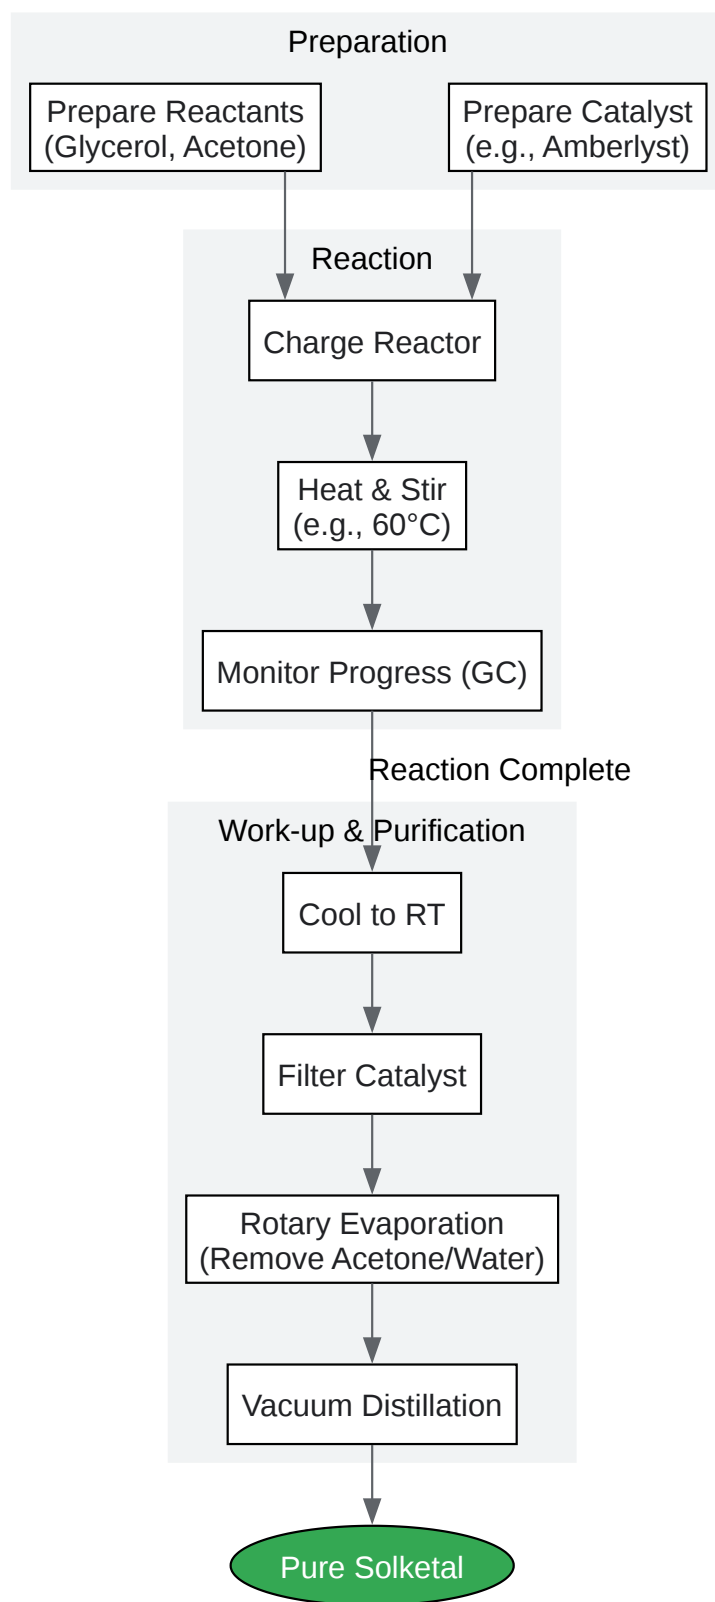 Preparation
Prepare Reactants
(Glycerol, Acetone)
Prepare Catalyst
(e.g., Amberlyst)
Reaction
Charge Reactor
Heat & Stir
(e.g., 60°C)
Monitor Progress (GC)
Reaction Complete
Work-up & Purification
Cool to RT
Filter Catalyst
Rotary Evaporation
(Remove Acetone/Water)
Vacuum Distillation
Pure Solketal